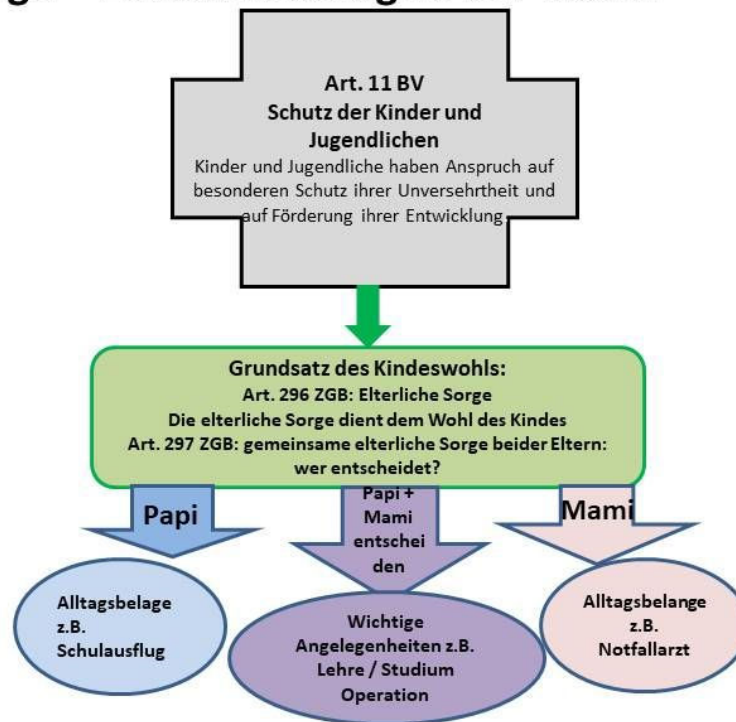 Art. 11 BV
Schutz der Kinder und
Jugendlichen
Kinder und Jugendliche haben Anspruch auf
besonderen Schutz ihrer Unversehrtheit und
auf Förderung ihrer Entwicklung.
Grundsatz des Kindeswohls:
Art. 296 ZGB: Elterliche Sorge
Die elterliche Sorge dient dem Wohl des Kindes
Art. 297 ZGB: gemeinsame elterliche Sorge beider Eltern:
wer entscheidet?
Papi
Papi +
Mami
entschei
den
Mami
Alltagsbelage
z.B.
Schulausflug
Wichtige
Angelegenheiten z.B.
Lehre / Studium
Operation
Alltagsbelange
z.B.
Notfallarzt